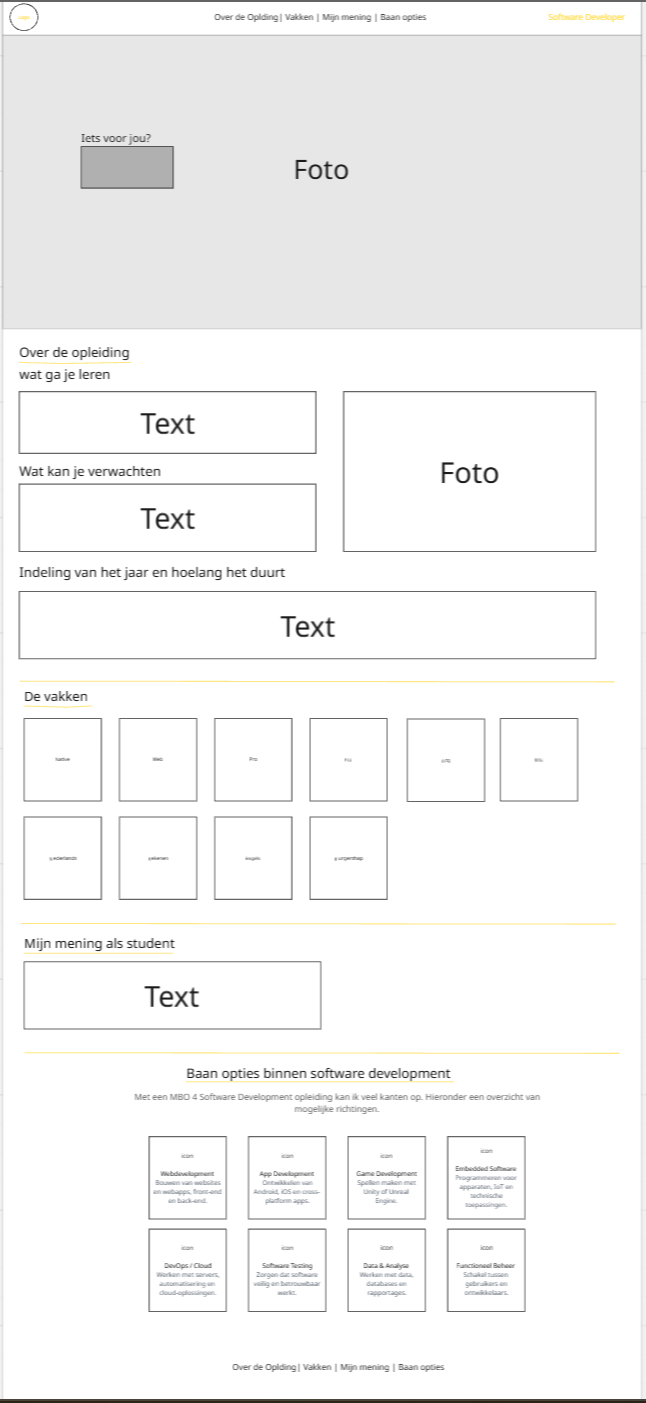 Over de Oplding| Vakken | Mijn mening | Baan opties
Software Developer
Iets voor jou?
Foto
Over de opleiding
wat ga je leren
Text
Foto
Wat kan je verwachten
Text
Indeling van het jaar en hoelang het duurt
Text
De vakken
Native
Web
Pro
Mijn mening als student
Text
Baan opties binnen software development
Met een MBO 4 Software Development opleiding kan ik veel kanten op. Hieronder een overzicht van
mogelijke richtingen.
icon
Webdevelopment
Bouwen van websites
en webapps, front-end
en back-end.
icon
App Development
Ontwikkelen van
Android, iOS en cross-
platform apps.
icon
Game Development
Spellen maken met
Unity of Unreal
Engine.
icon
Embedded Software
Programmeren voor
apparaten, IoT en
technische
toepassingen.
icon
DevOps / Cloud
Werken met servers,
automatisering en
cloud-oplossingen.
icon
Software Testing
Zorgen dat software
veilig en betrouwbaar
werkt.
icon
Data & Analyse
Werken met data,
databases en
rapportages.
icon
Functioneel Beheer
Schakel tussen
gebruikers en
ontwikkelaars.
Over de Oplding| Vakken | Mijn mening | Baan opties